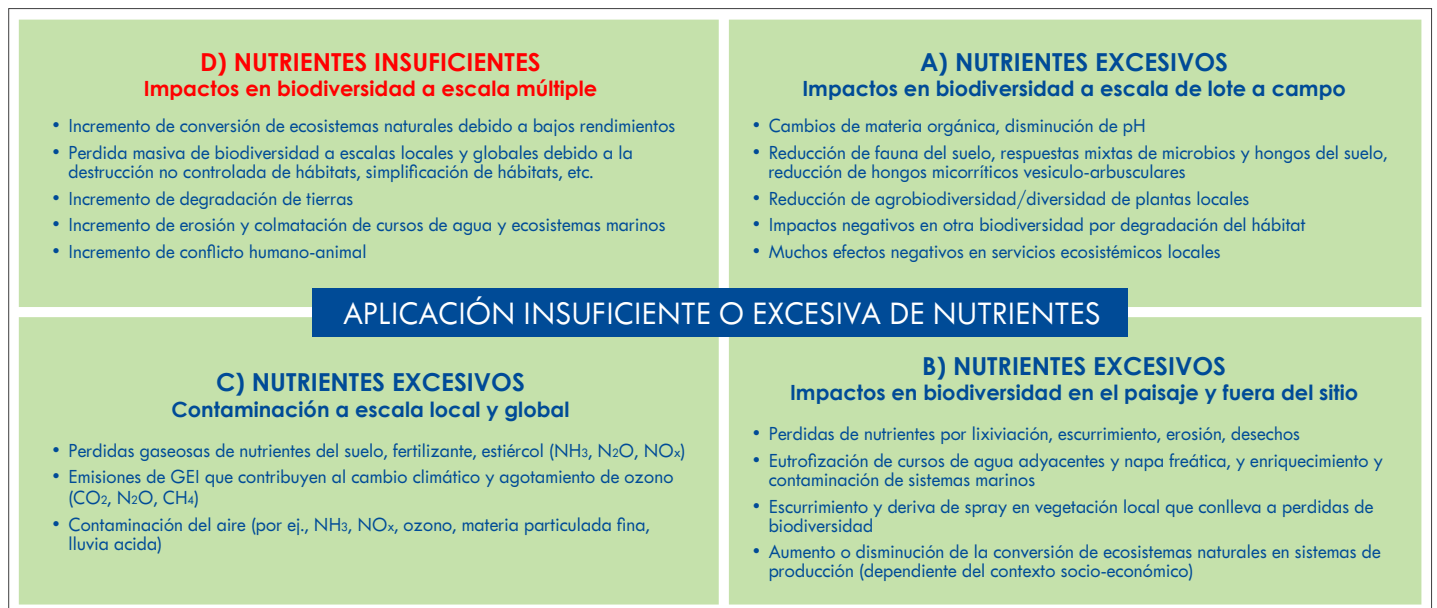 D) NUTRIENTES INSUFICIENTES
Impactos en biodiversidad a escala múltiple
• Incremento de conversión de ecosistemas naturales debido a bajos rendimientos
• Perdida masiva de biodiversidad a escalas locales y globales debido a la
destrucción no controlada de hábitats, simplificación de hábitats, etc.
• Incremento de degradación de tierras
• Incremento de erosión y colmatación de cursos de agua y ecosistemas marinos
• Incremento de conflicto humano-animal
A) NUTRIENTES EXCESIVOS
Impactos en biodiversidad a escala de lote a campo
• Cambios de materia orgánica, disminución de pH
• Reducción de fauna del suelo, respuestas mixtas de microbios y hongos del suelo,
reducción de hongos micorríticos vesiculo-arbusculares
• Reducción de agrobiodiversidad/diversidad de plantas locales
• Impactos negativos en otra biodiversidad por degradación del hábitat
• Muchos efectos negativos en servicios ecosistémicos locales
APLICACIÓN INSUFICIENTE O EXCESIVA DE NUTRIENTES
C) NUTRIENTES EXCESIVOS
Contaminación a escala local y global
• Perdidas gaseosas de nutrientes del suelo, fertilizante, estiércol (NH₃, N₂O, NOₓ)
• Emisiones de GEI que contribuyen al cambio climático y agotamiento de ozono
(CO₂, N₂O, CH₄)
• Contaminación del aire (por ej., NH₃, NOₓ, ozono, materia particulada fina,
lluvia acida)
B) NUTRIENTES EXCESIVOS
Impactos en biodiversidad en el paisaje y fuera del sitio
• Perdidas de nutrientes por lixiviación, escurrimiento, erosión, desechos
• Eutrofización de cursos de agua adyacentes y napa freática, y enriquecimiento y
contaminación de sistemas marinos
• Escurrimiento y deriva de spray en vegetación local que conlleva a perdidas de
biodiversidad
• Aumento o disminución de la conversión de ecosistemas naturales en sistemas de
producción (dependiente del contexto socio-económico)